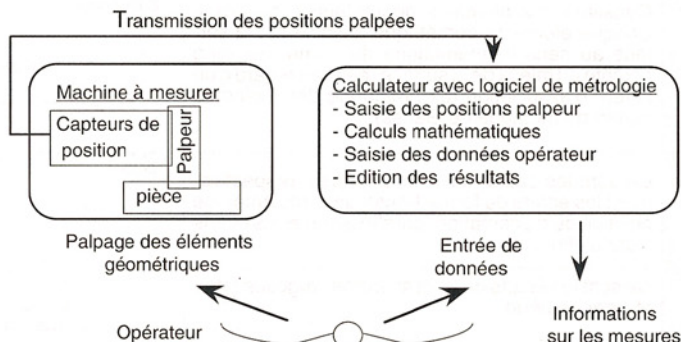 Transmission des positions palpées
Machine à mesurer
Capteurs de
position
Palpeur
pièce
Calculateur avec logiciel de métrologie
- Saisie des positions palpeur
- Calculs mathématiques
- Saisie des données opérateur
- Edition des résultats
Palpage des éléments
géométriques
Entrée de
données
Opérateur
Informations
sur les mesures